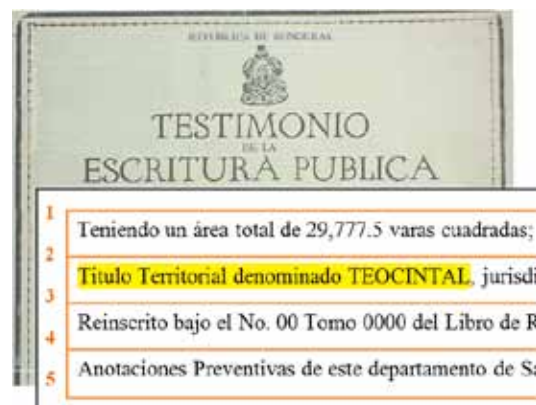 REPUBLICA DE HONDURAS
TESTIMONIO
DE LA
ESCRITURA PUBLICA
1
Teniendo un área total de 29,777.5 varas cuadradas;
2
Titulo Territorial denominado TEOCINTAL, jurisdi
3
Reinscrito bajo el No. 00 Tomo 0000 del Libro de R
4
Anotaciones Preventivas de este departamento de Sa
5